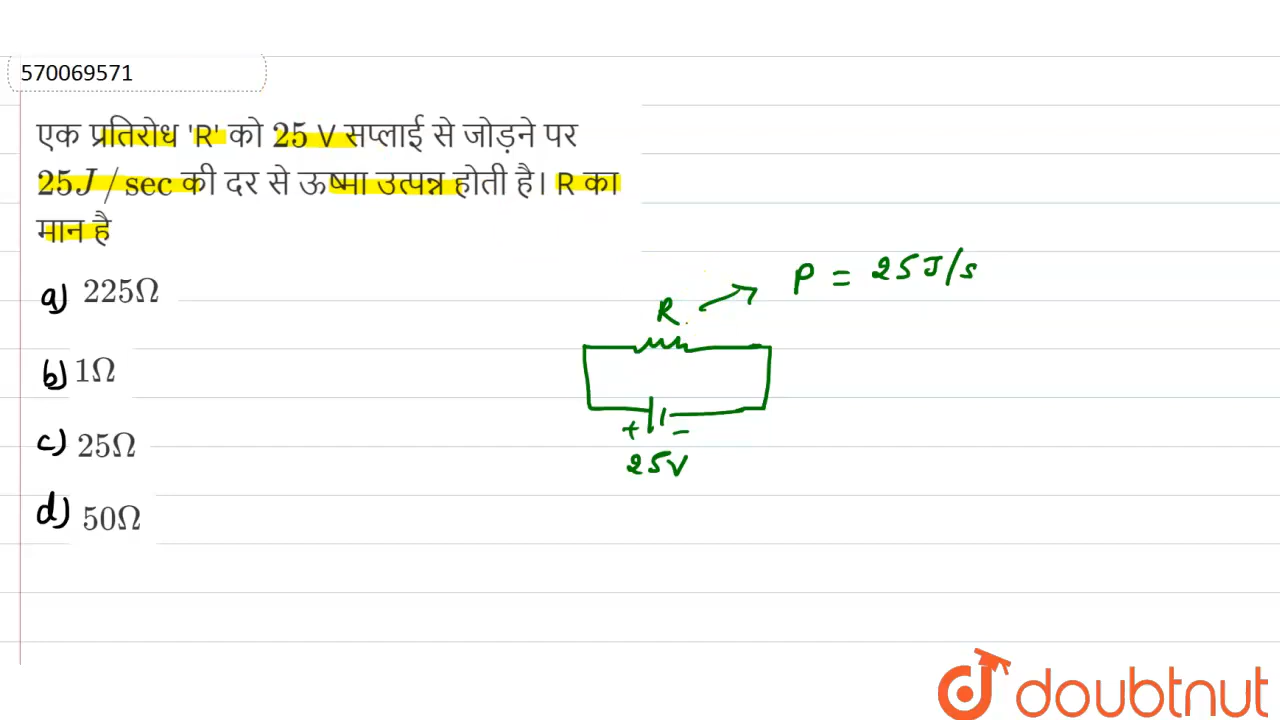 570069571
एक प्रतिरोध 'R' को 25 V सप्लाई से जोड़ने पर
25J / sec की दर से ऊष्मा उत्पन्न होती है। R का
मान है
a) 225Ω
b) 1Ω
c) 25Ω
d) 50Ω
P = 25J/s
R
+ -
25V
doubtnut